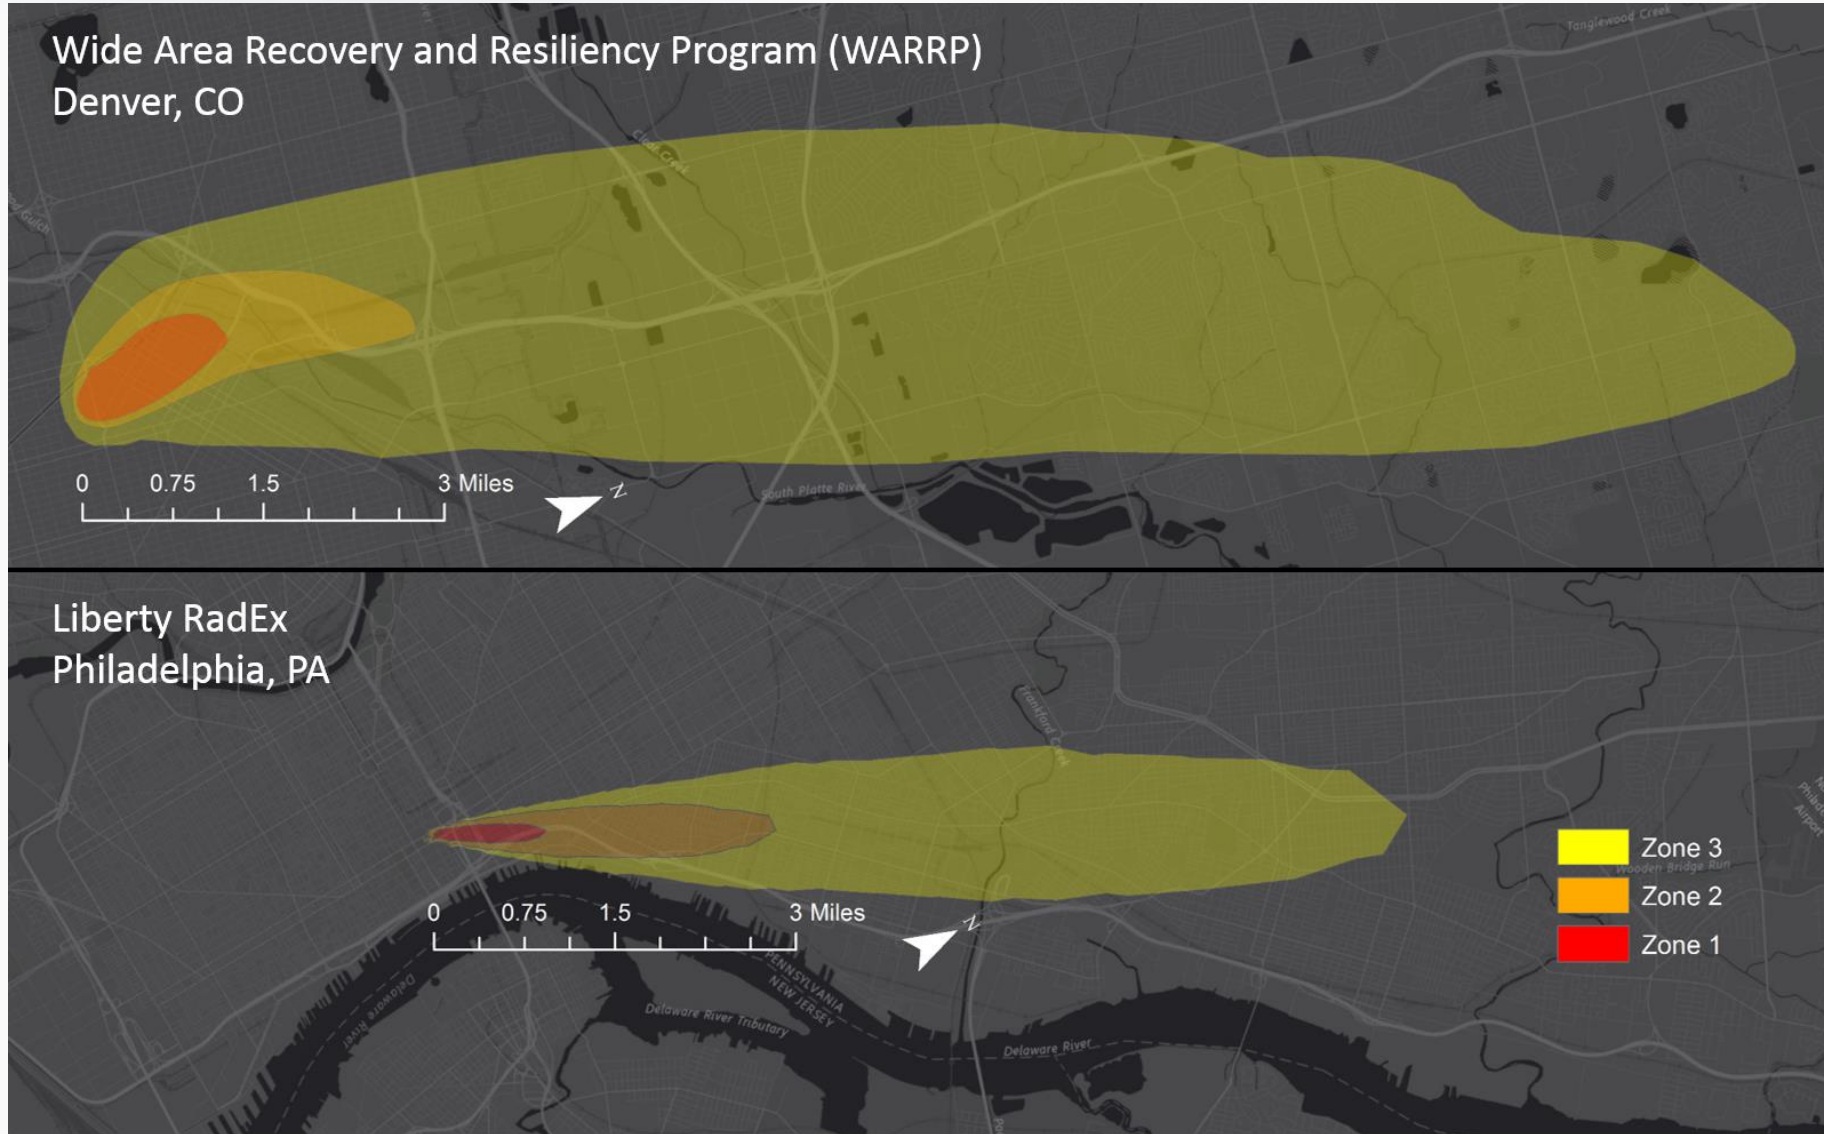 Wide Area Recovery and Resiliency Program (WARRP)
Denver, CO
Tanglewood Creek
Clear Creek
0 0.75 1.5 3 Miles
N
South Platte River
Liberty RadEx
Philadelphia, PA
Frankford Creek
Airport
Zone 3
Wooden Bridge Run
Zone 2
Zone 1
0 0.75 1.5 3 Miles
N
PENNSYLVANIA
NEW JERSEY
Delaware River
Delaware River Tributary
Delaware River